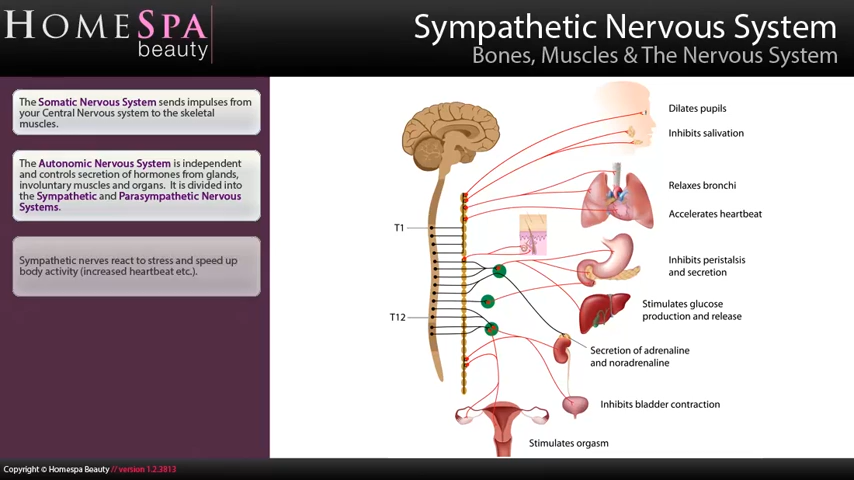 HOMESPA
beauty
Sympathetic Nervous System
Bones, Muscles & The Nervous System
The Somatic Nervous System sends impulses from
your Central Nervous system to the skeletal
muscles.
The Autonomic Nervous System is independent
and controls secretion of hormones from glands,
involuntary muscles and organs. It is divided into
the Sympathetic and Parasympathetic Nervous
Systems.
Sympathetic nerves react to stress and speed up
body activity (increased heartbeat etc.).
Dilates pupils
Inhibits salivation
Relaxes bronchi
Accelerates heartbeat
T1
Inhibits peristalsis
and secretion
Stimulates glucose
production and release
T12
Secretion of adrenaline
and noradrenaline
Inhibits bladder contraction
Stimulates orgasm
Copyright © Homespa Beauty // version 1.2.3813